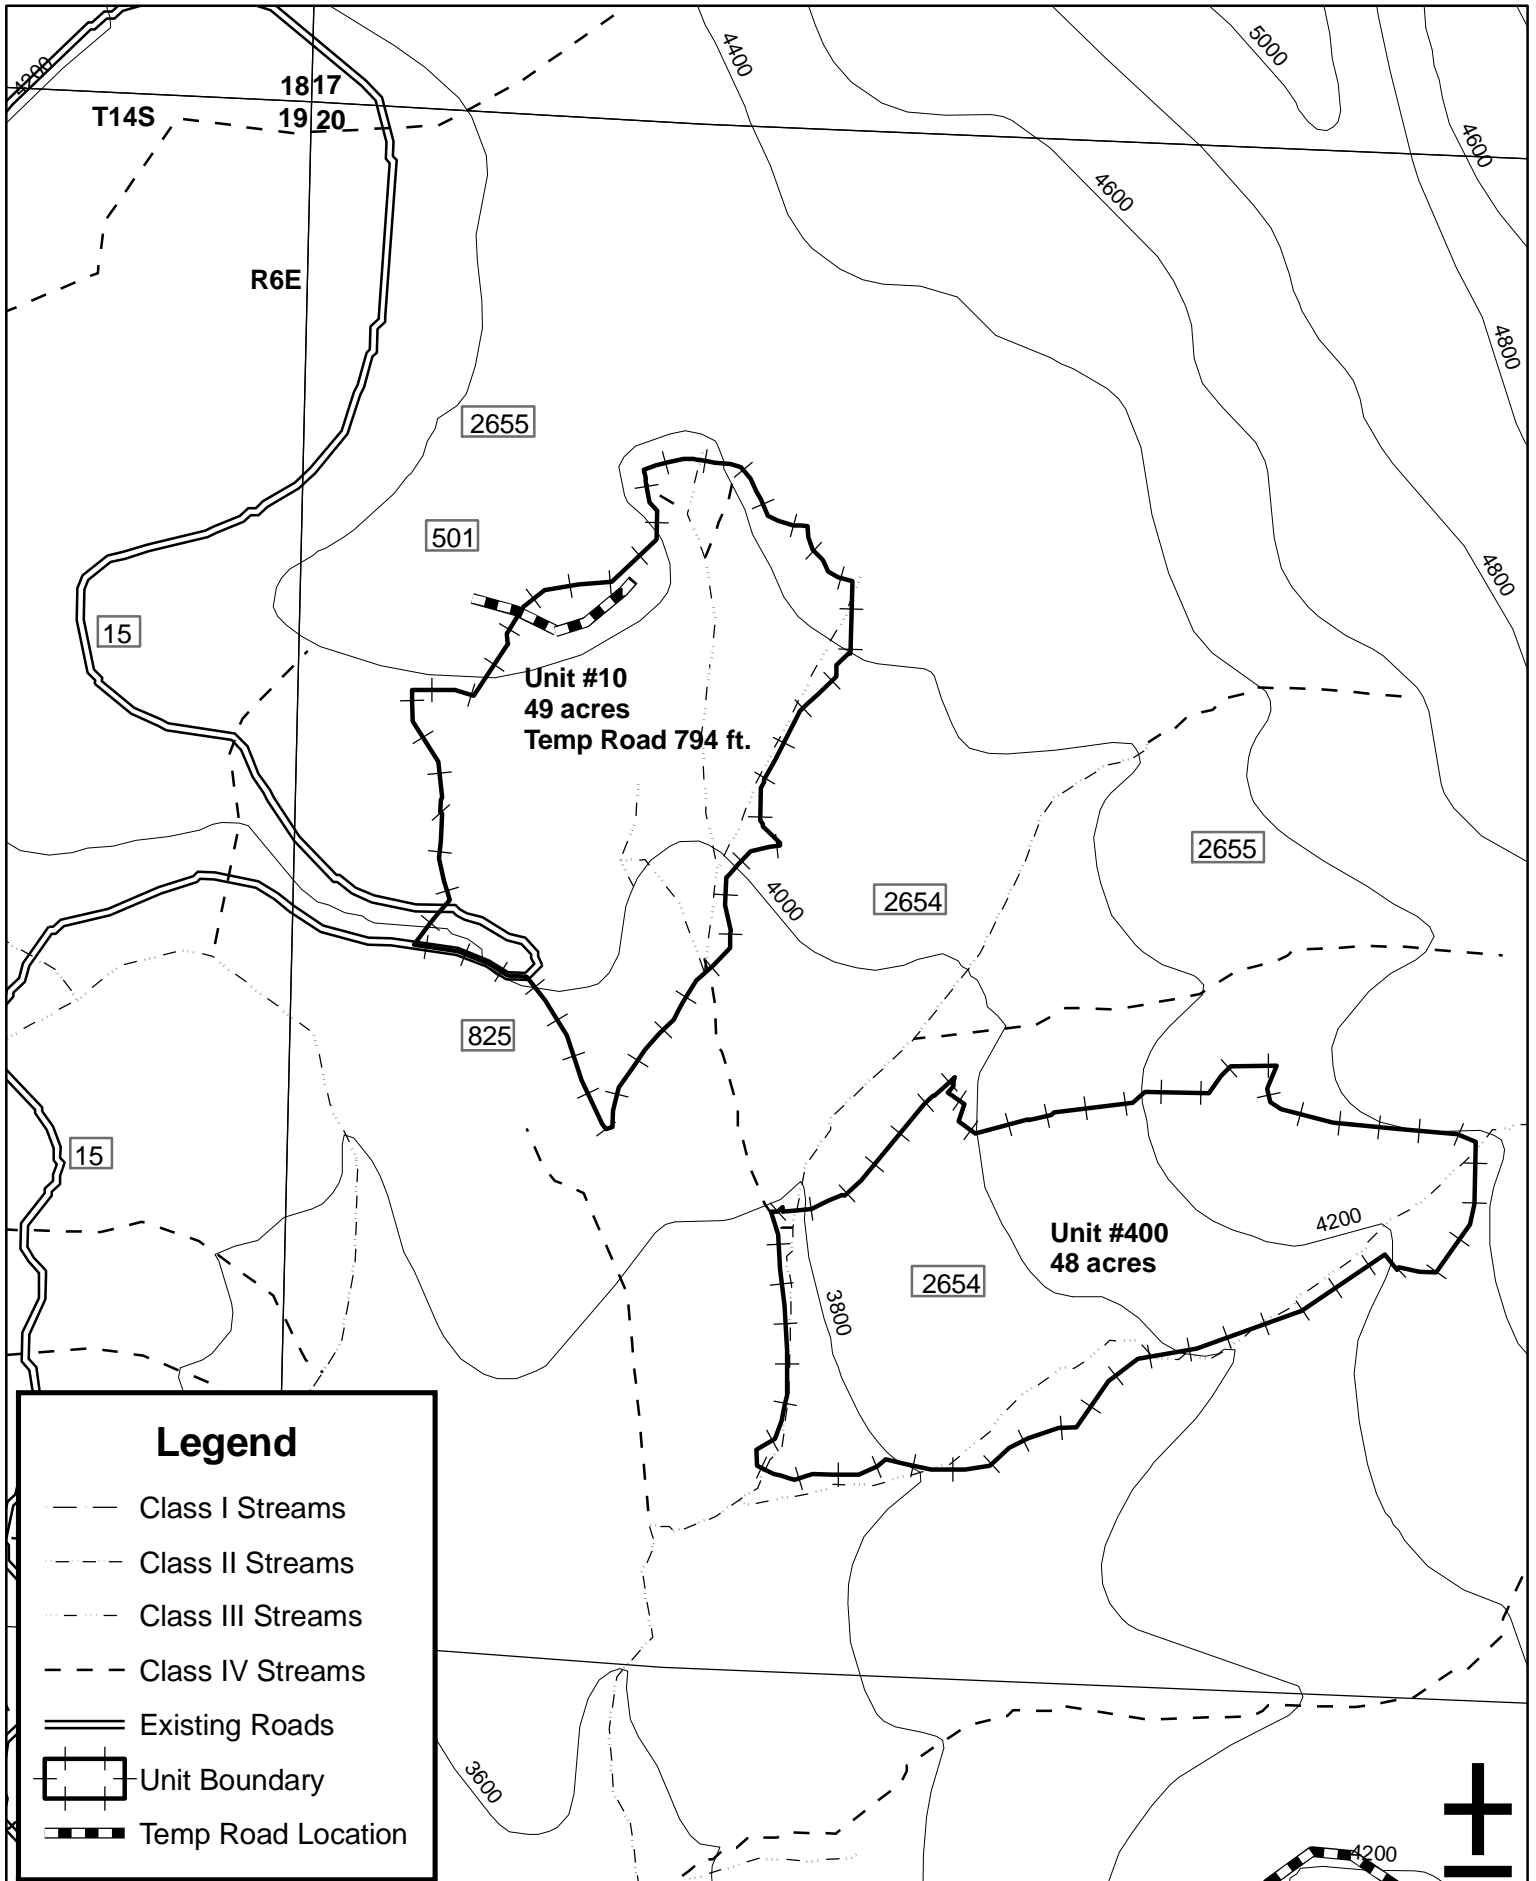 4200
4400
5000
18 17
T14S
19 20
4600
4600
R6E
4800
2655
501
4800
15
Unit #10
49 acres
Temp Road 794 ft.
2655
4000
2654
825
15
4200
Unit #400
48 acres
2654
3800
Legend
Class I Streams
Class II Streams
Class III Streams
Class IV Streams
Existing Roads
Unit Boundary
Temp Road Location
3600
4200